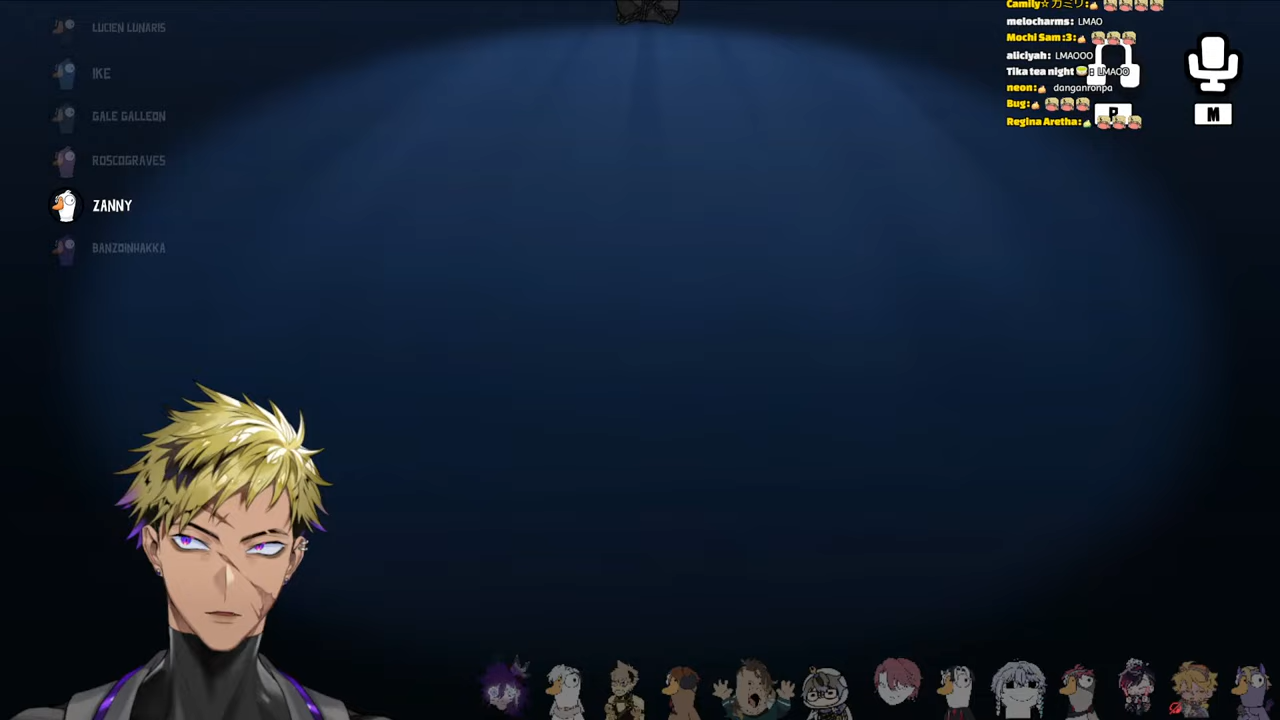 LUCIEN LUNARIS
IKE
GALE GALLEON
ROSCOGRAVES
ZANNY
BANZOINHAKKA
Camily☆カミリ:
melocharms: LMAO
Mochi Sam :3:
aliciyah: LMAOOO
Tika tea night 🍵: LMAOO
neon: danganronpa
Bug:
Regina Aretha:
P
M